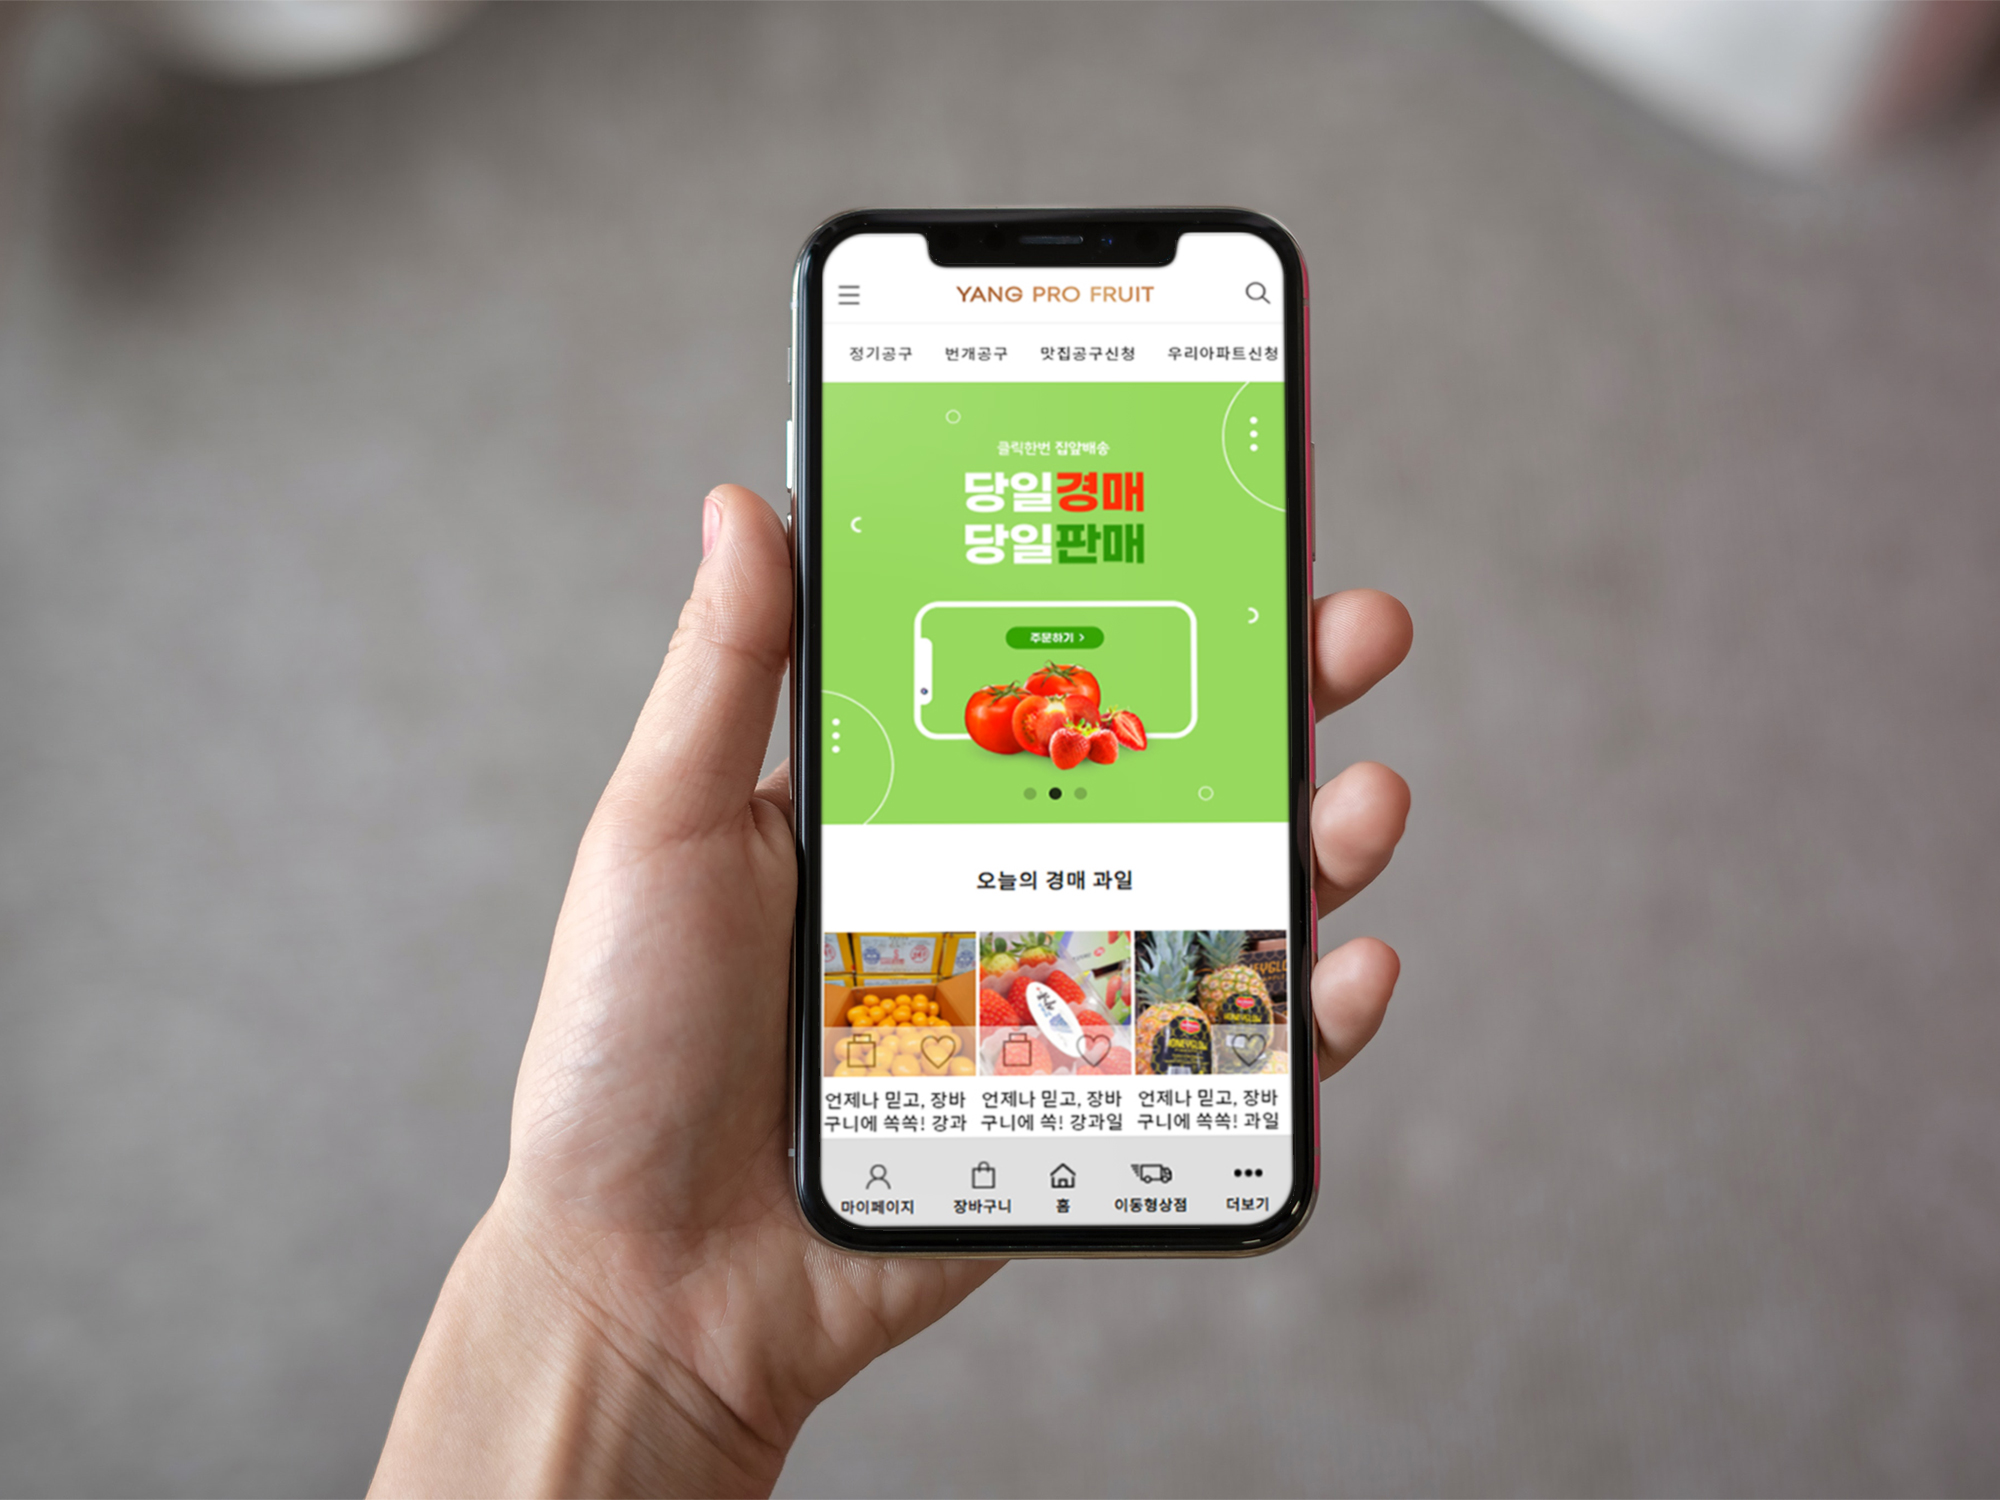 YANG PRO FRUIT
정기공구 번개공구 맛집공구신청 우리아파트신청
클릭한번 집앞배송
당일경매
당일판매
주문하기 >
오늘의 경매 과일
HONEYGLOW
HONEYGLOW
언제나 믿고, 장바
구니에 쏙쏙! 강과
언제나 믿고, 장바
구니에 쏙! 강과일
언제나 믿고, 장바
구니에 쏙쏙! 과일
마이페이지 장바구니 홈 이동형상점 더보기